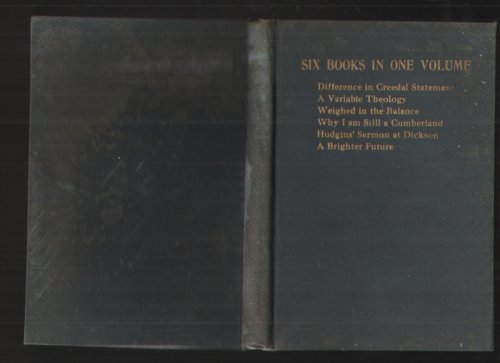 SIX BOOKS IN ONE VOLUME
Difference in Creedal Statement
A Variable Theology
Weighed in the Balance
Why I am Still a Cumberland
Hudgins' Sermon at Dickson
A Brighter Future